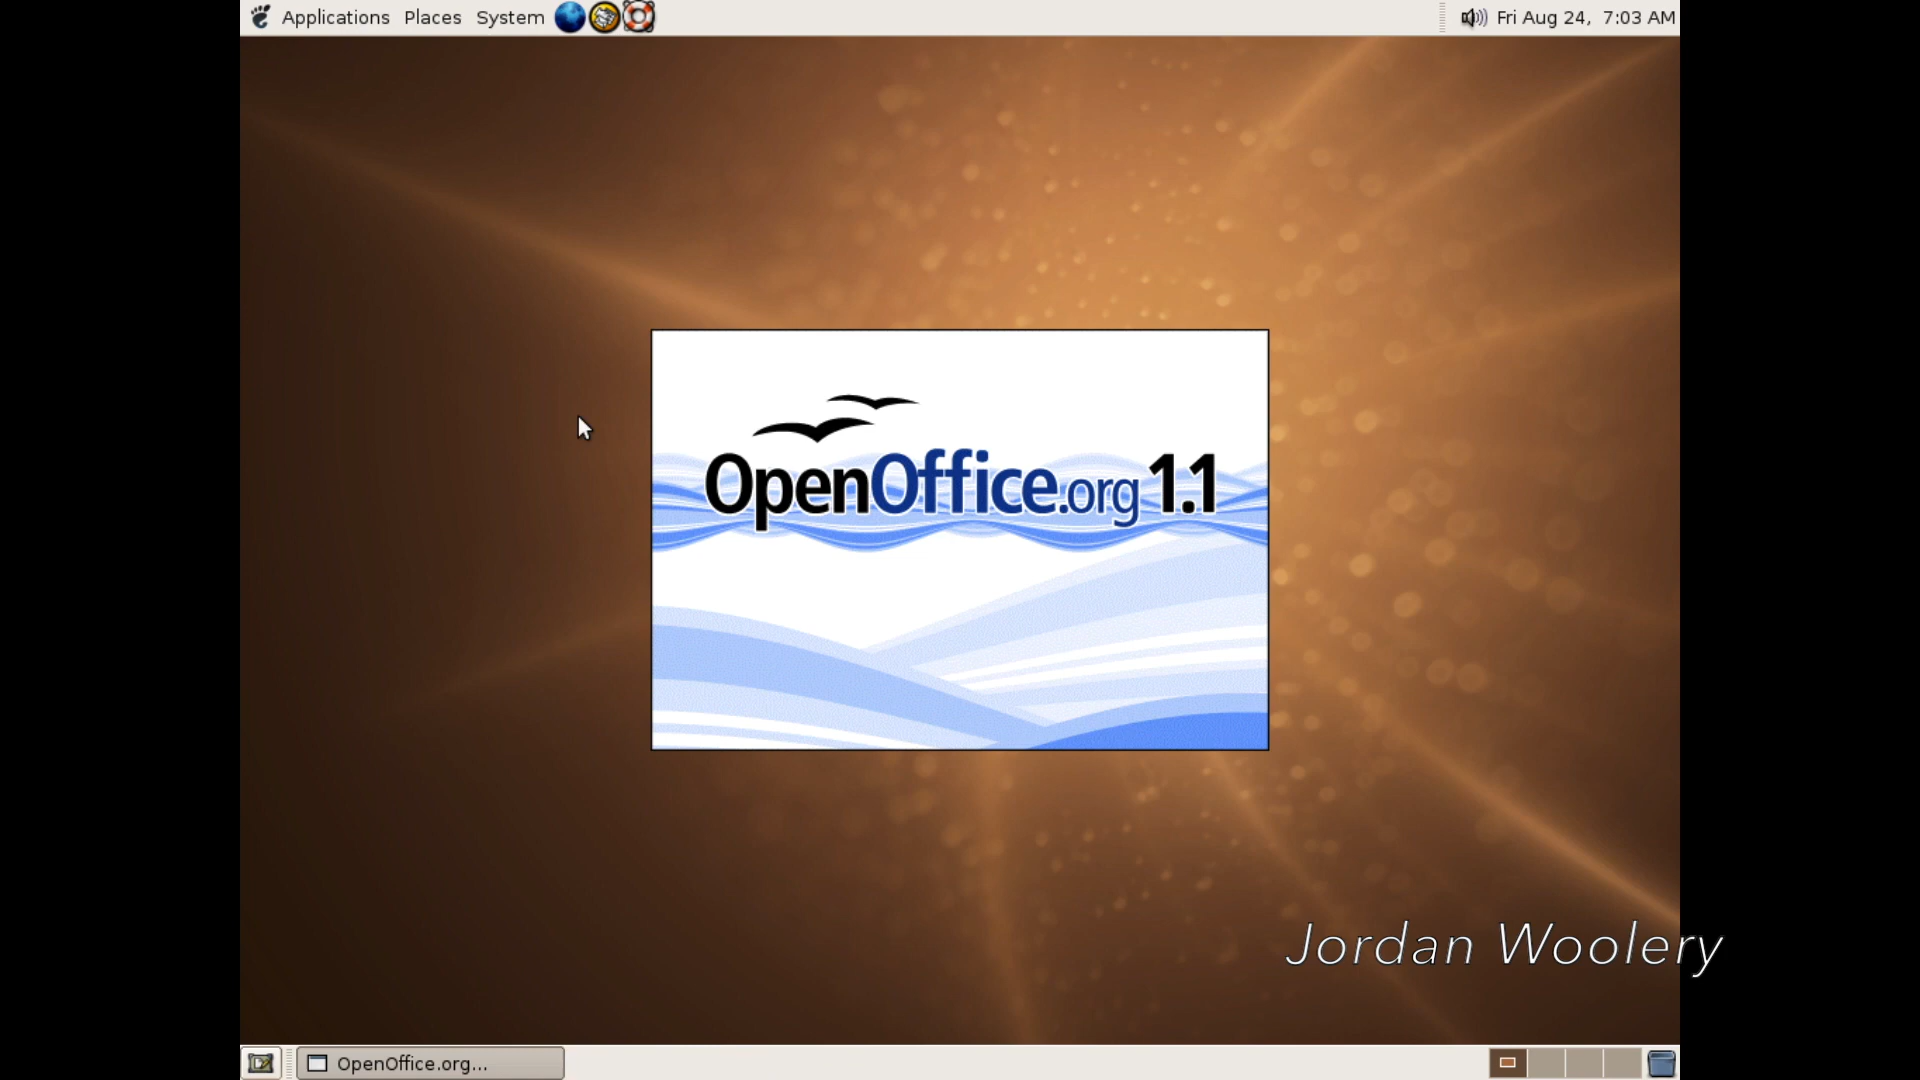 Applications Places System
Fri Aug 24, 7:03 AM
OpenOffice.org 1.1
Jordan Woolery
OpenOffice.org...